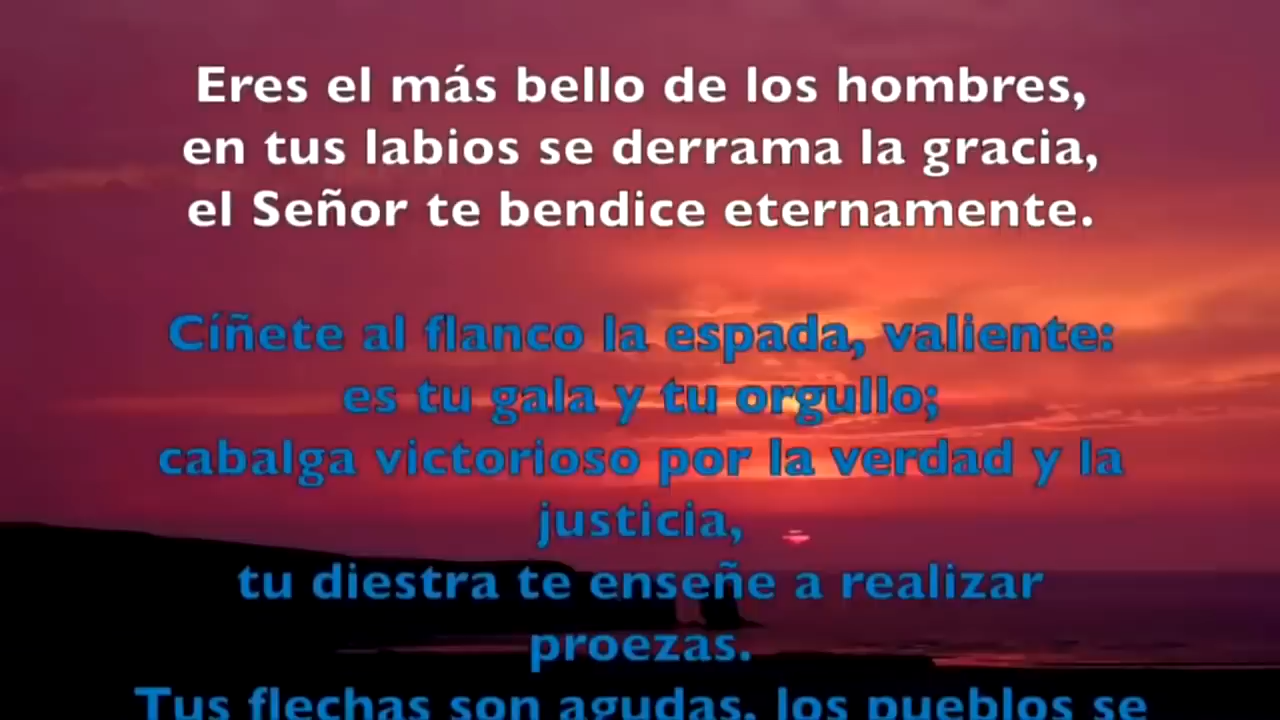 Eres el más bello de los hombres,
en tus labios se derrama la gracia,
el Señor te bendice eternamente.
Cíñete al flanco la espada, valiente:
es tu gala y tu orgullo;
cabalga victorioso por la verdad y la
justicia,
tu diestra te enseñe a realizar
proezas.
Tus flechas son agudas, los pueblos se